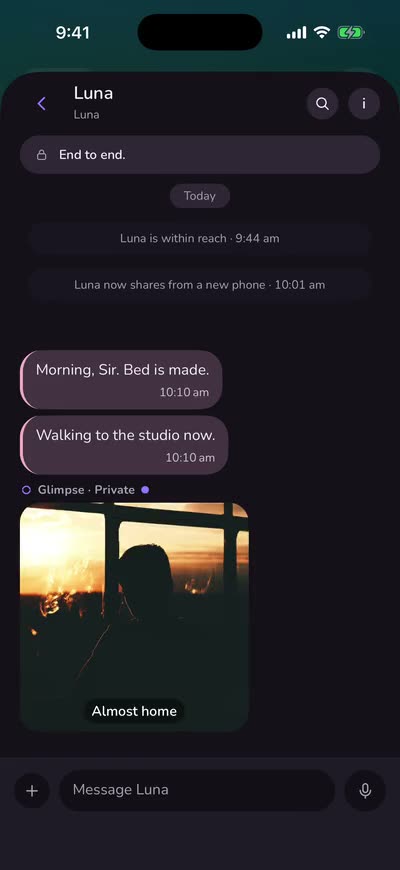 9:41
Luna
Luna
End to end.
Today
Luna is within reach · 9:44 am
Luna now shares from a new phone · 10:01 am
Morning, Sir. Bed is made.
10:10 am
Walking to the studio now.
10:10 am
Glimpse · Private
Almost home
Message Luna